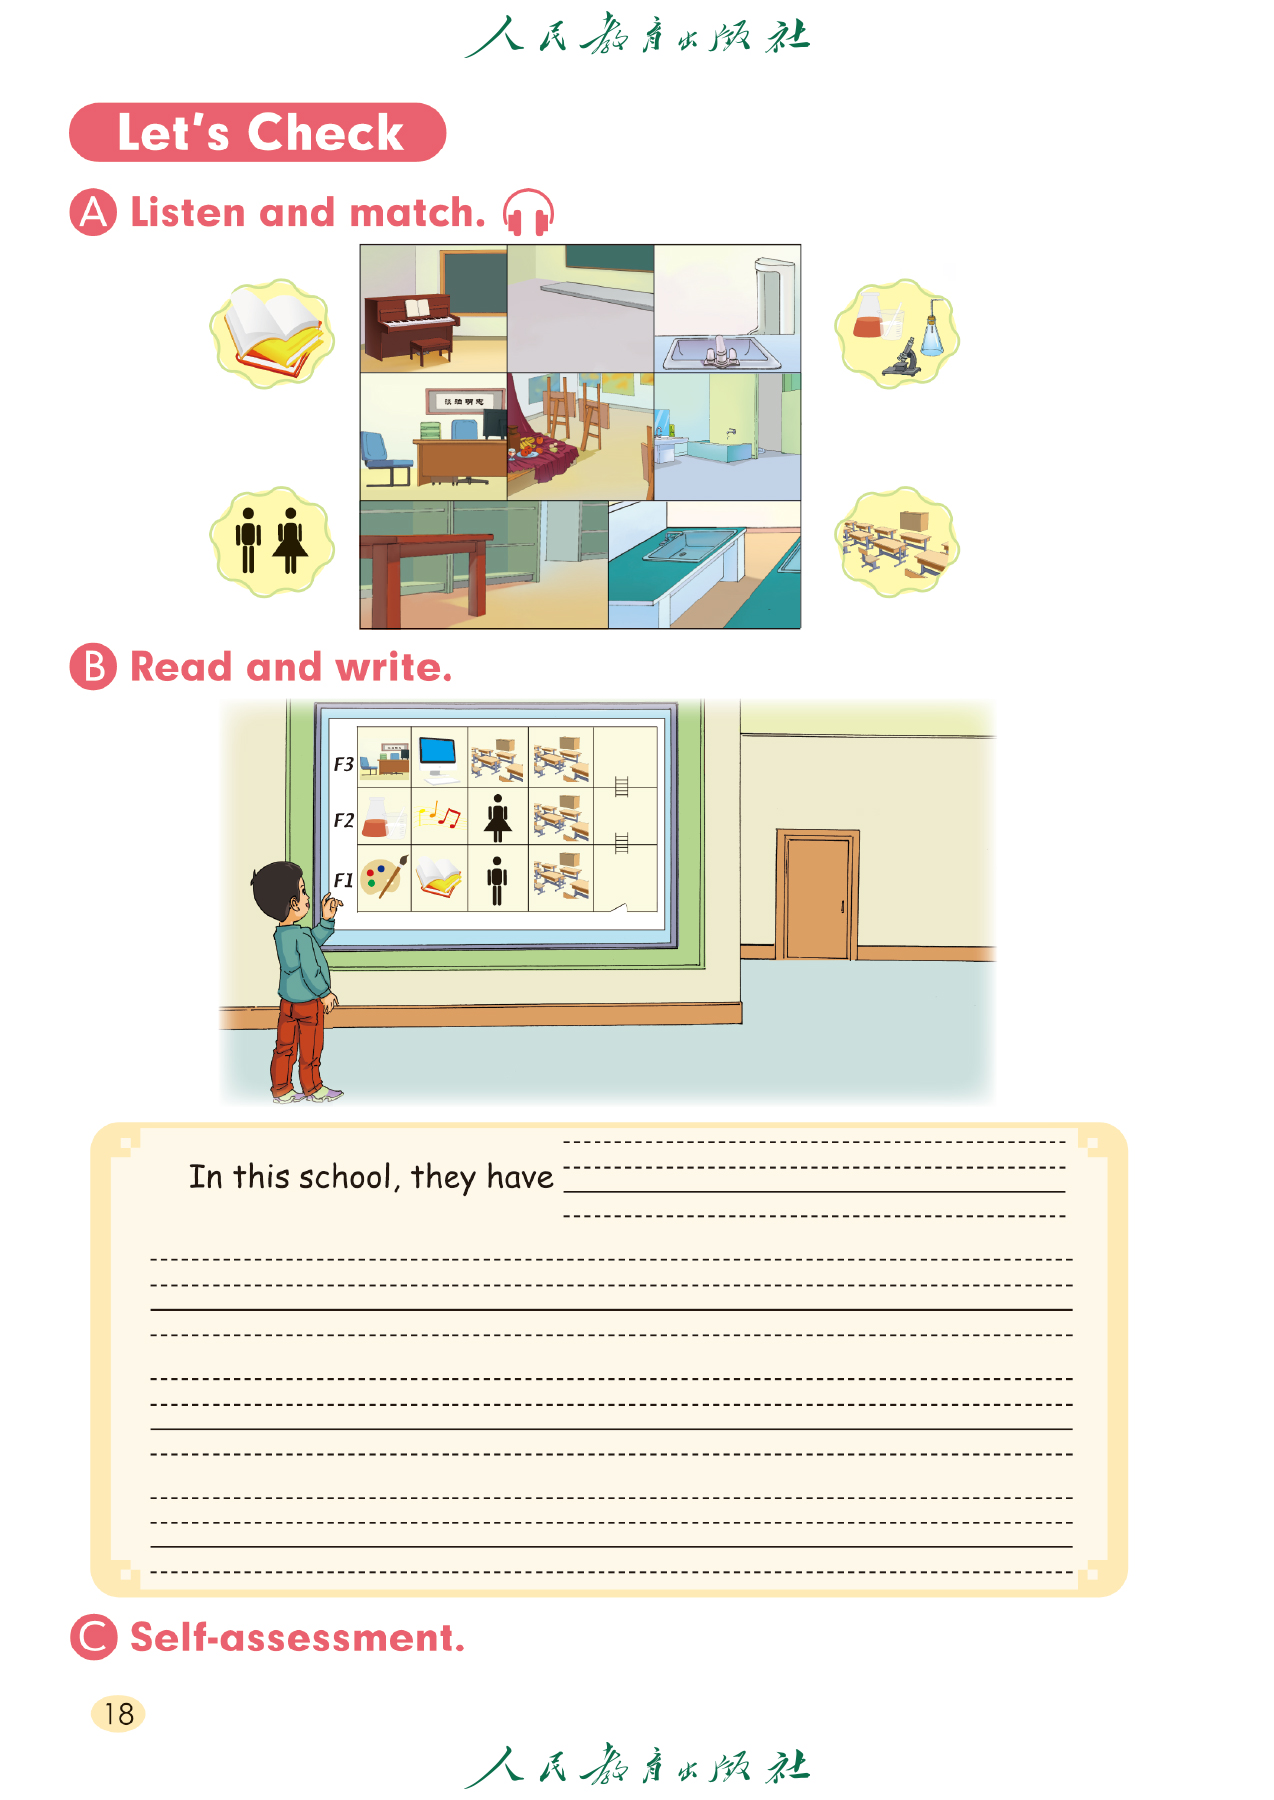 人民教育出版社
Let's Check
A Listen and match.
B Read and write.
F3
F2
F1
In this school, they have
C Self-assessment.
18
人民教育出版社